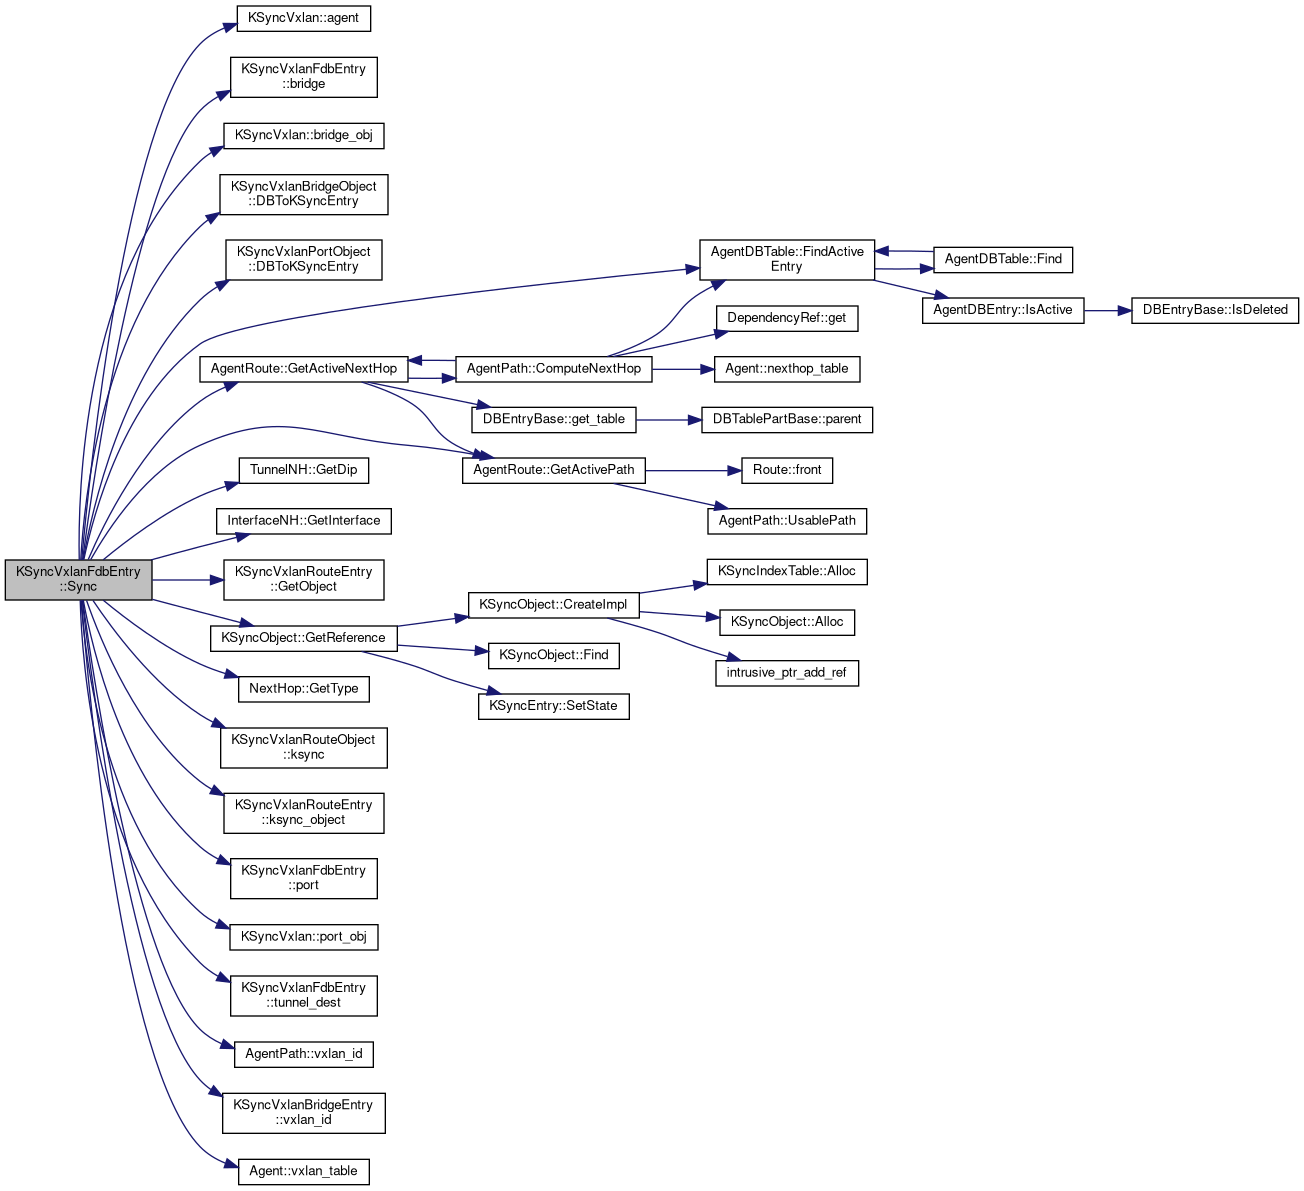 KSyncVxlanFdbEntry
::Sync
KSyncVxlan::agent
KSyncVxlanFdbEntry
::bridge
KSyncVxlan::bridge_obj
KSyncVxlanBridgeObject
::DBToKSyncEntry
KSyncVxlanPortObject
::DBToKSyncEntry
AgentDBTable::FindActive
Entry
AgentDBTable::Find
AgentDBEntry::IsActive
DBEntryBase::IsDeleted
AgentRoute::GetActiveNextHop
AgentPath::ComputeNextHop
DependencyRef::get
Agent::nexthop_table
DBEntryBase::get_table
DBTablePartBase::parent
AgentRoute::GetActivePath
Route::front
AgentPath::UsablePath
TunnelNH::GetDip
InterfaceNH::GetInterface
KSyncVxlanRouteEntry
::GetObject
KSyncObject::GetReference
KSyncObject::CreateImpl
KSyncIndexTable::Alloc
KSyncObject::Alloc
intrusive_ptr_add_ref
KSyncObject::Find
KSyncEntry::SetState
NextHop::GetType
KSyncVxlanRouteObject
::ksync
KSyncVxlanRouteEntry
::ksync_object
KSyncVxlanFdbEntry
::port
KSyncVxlan::port_obj
KSyncVxlanFdbEntry
::tunnel_dest
AgentPath::vxlan_id
KSyncVxlanBridgeEntry
::vxlan_id
Agent::vxlan_table